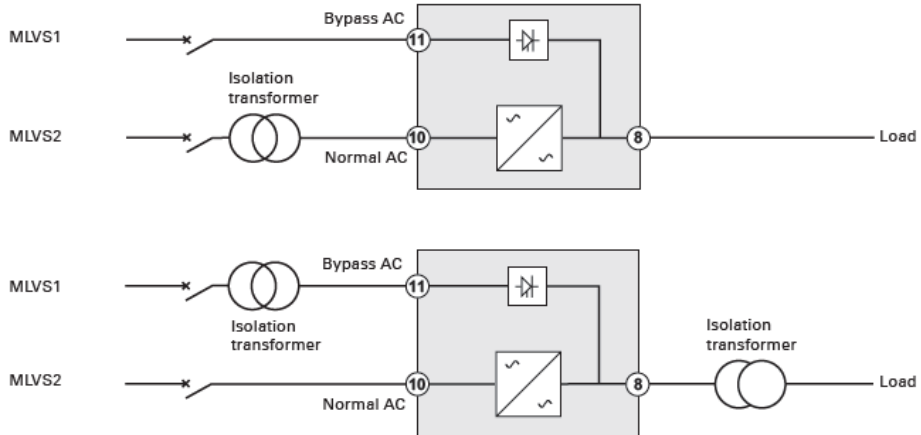 Bypass AC
MLVS1
11
Isolation
transformer
MLVS2
10
8
Load
Normal AC
Bypass AC
MLVS1
11
Isolation
transformer
Isolation
transformer
MLVS2
10
8
Load
Normal AC